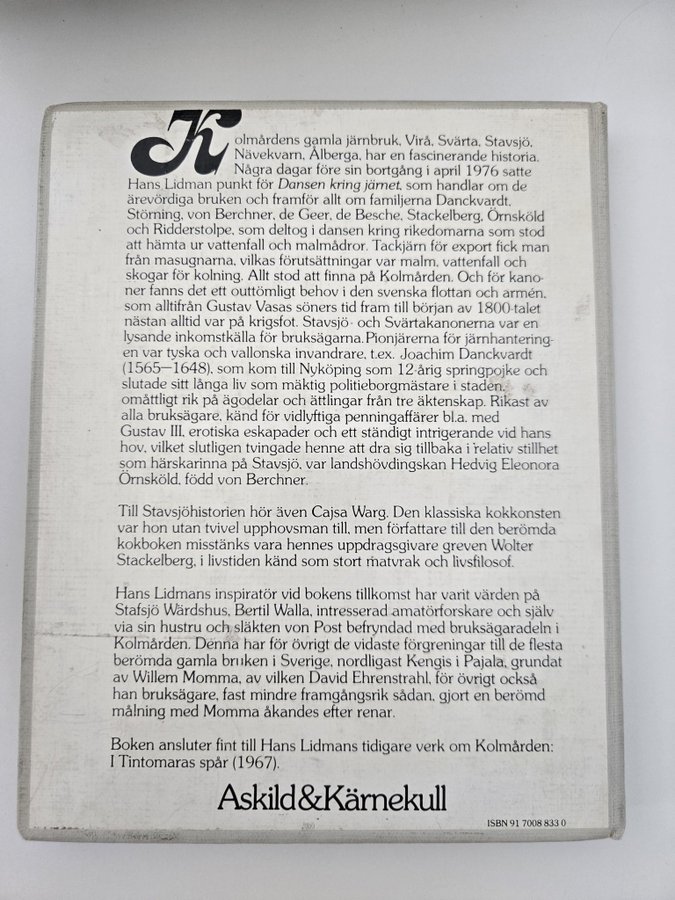 Kolmårdens gamla järnbruk, Virå, Svärta, Stavsjö,
Nävekvarn, Ålberga, har en fascinerande historia.
Några dagar före sin bortgång i april 1976 satte
Hans Lidman punkt för Dansen kring järnet, som handlar om de
ärevördiga bruken och framför allt om familjerna Danckvardt,
Störning, von Berchner, de Geer, de Besche, Stackelberg, Örnsköld
och Ridderstolpe, som deltog i dansen kring rikedomarna som stod
att hämta ur vattenfall och malmådror. Tackjärn för export fick man
från masugnarna, vilkas förutsättningar var malm, vattenfall och
skogar för kolning. Allt stod att finna på Kolmården. Och för kano-
ner fanns det ett outtömligt behov i den svenska flottan och armén,
som alltifrån Gustav Vasas söners tid fram till början av 1800-talet
nästan alltid var på krigsfot. Stavsjö- och Svärtakanonerna var en
lysande inkomstkälla för bruksägarna. Pionjärerna för järnhantering-
en var tyska och vallonska invandrare, t.ex. Joachim Danckvardt
(1565—1648), som kom till Nyköping som 12-årig springpojke och
slutade sitt långa liv som mäktig politieborgmästare i staden,
omåttligt rik på ägodelar och ättlingar från tre äktenskap. Rikast av
alla bruksägare, känd för vidlyftiga penningaffärer bl.a. med
Gustav III, erotiska eskapader och ett ständigt intrigerande vid hans
hov, vilket slutligen tvingade henne att dra sig tillbaka i relativ stillhet
som härskarinna på Stavsjö, var landshövdingskan Hedvig Eleonora
Örnsköld, född von Berchner.
Till Stavsjöhistorien hör även Cajsa Warg. Den klassiska kokkonsten
var hon utan tvivel upphovsman till, men författare till den berömda
kokboken misstänks vara hennes uppdragsgivare greven Wolter
Stackelberg, i livstiden känd som stort matvrak och livsfilosof.
Hans Lidmans inspiratör vid bokens tillkomst har varit värden på
Stafsjö Wärdshus, Bertil Walla, intresserad amatörforskare och själv
via sin hustru och släkten von Post befryndad med bruksägaradeln i
Kolmården. Denna har för övrigt de vidaste förgreningar till de flesta
berömda gamla bruken i Sverige, nordligast Kengis i Pajala, grundat
av Willem Momma, av vilken David Ehrenstrahl, för övrigt också
han bruksägare, fast mindre framgångsrik sådan, gjort en berömd
målning med Momma åkandes efter renar.
Boken ansluter fint till Hans Lidmans tidigare verk om Kolmården:
I Tintomaras spår (1967).
Askild&Kärnekull
ISBN 91 7008 833 0